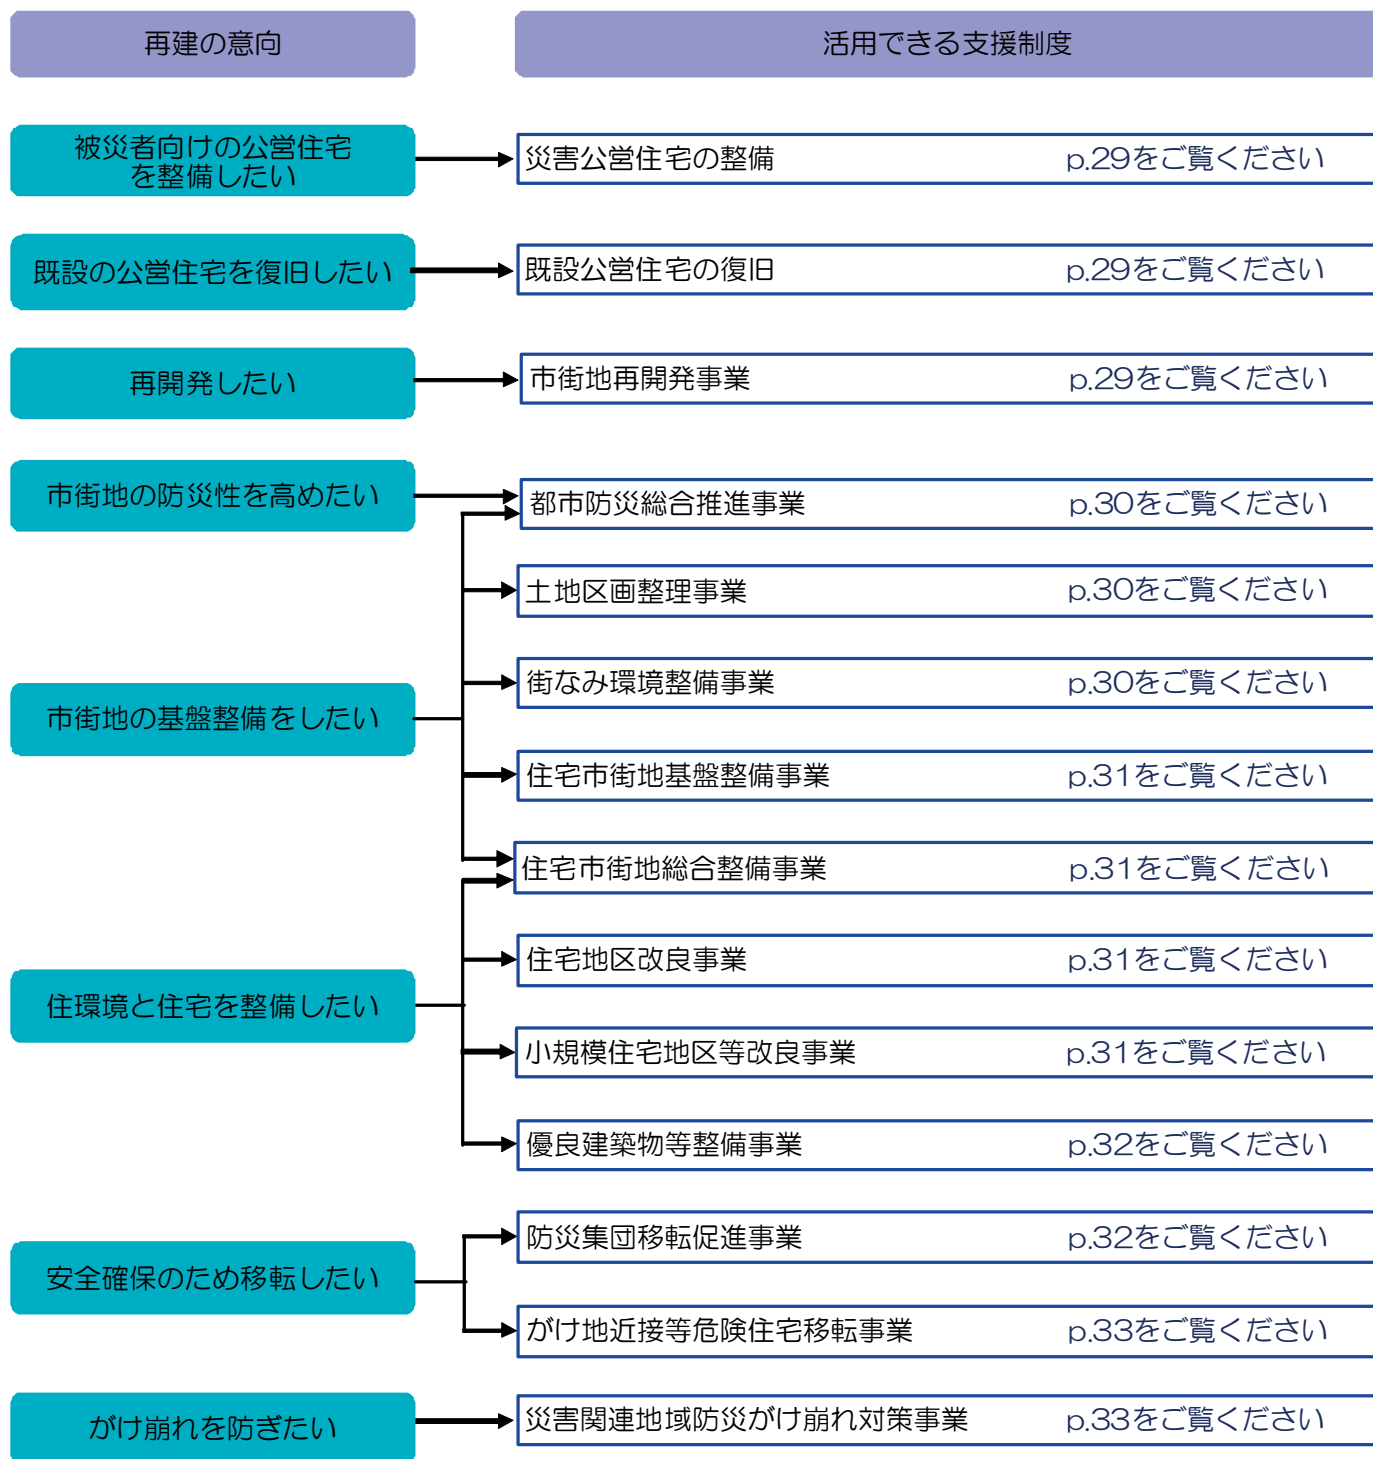 再建の意向
活用できる支援制度
被災者向けの公営住宅
を整備したい
災害公営住宅の整備 p.29をご覧ください
既設の公営住宅を復旧したい
既設公営住宅の復旧 p.29をご覧ください
再開発したい
市街地再開発事業 p.29をご覧ください
市街地の防災性を高めたい
都市防災総合推進事業 p.30をご覧ください
土地区画整理事業 p.30をご覧ください
街なみ環境整備事業 p.30をご覧ください
市街地の基盤整備をしたい
住宅市街地基盤整備事業 p.31をご覧ください
住宅市街地総合整備事業 p.31をご覧ください
住宅地区改良事業 p.31をご覧ください
住環境と住宅を整備したい
小規模住宅地区等改良事業 p.31をご覧ください
優良建築物等整備事業 p.32をご覧ください
防災集団移転促進事業 p.32をご覧ください
安全確保のため移転したい
がけ地近接等危険住宅移転事業 p.33をご覧ください
がけ崩れを防ぎたい
災害関連地域防災がけ崩れ対策事業 p.33をご覧ください